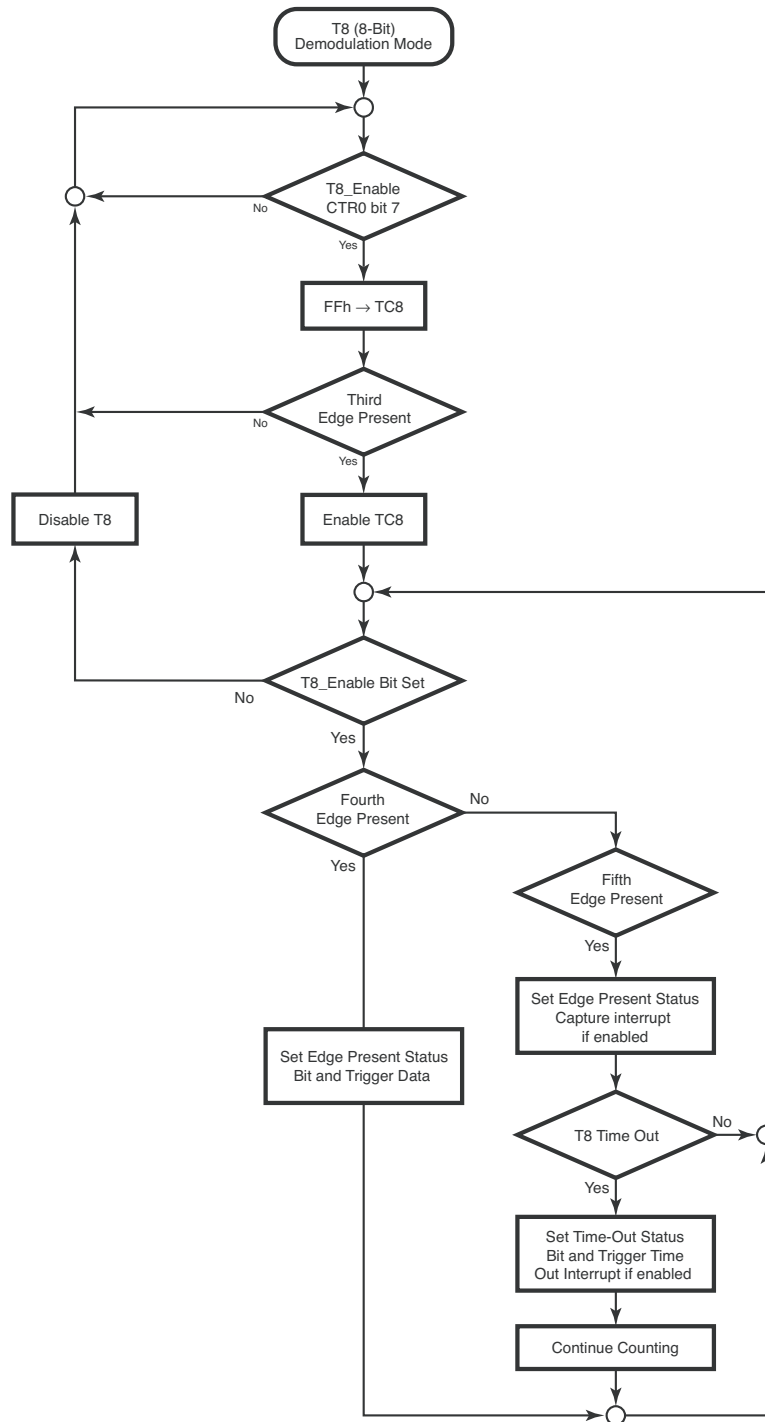 T8 (8-Bit)
Demodulation Mode
T8_Enable
CTR0 bit 7
No
Yes
FFh → TC8
Third
Edge Present
No
Yes
Disable T8
Enable TC8
T8_Enable Bit Set
No
Yes
Fourth
Edge Present
No
Yes
Fifth
Edge Present
Yes
Set Edge Present Status
Capture interrupt
if enabled
Set Edge Present Status
Bit and Trigger Data
T8 Time Out
No
Yes
Set Time-Out Status
Bit and Trigger Time
Out Interrupt if enabled
Continue Counting